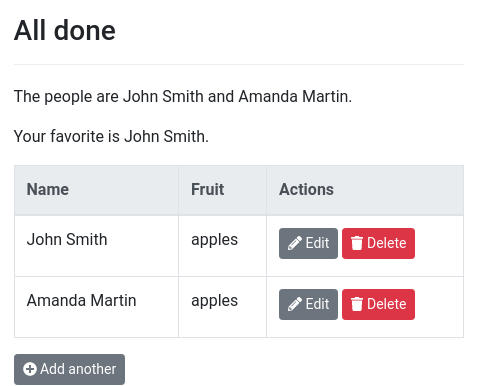 All done
The people are John Smith and Amanda Martin.
Your favorite is John Smith.
Name Fruit Actions
John Smith apples Edit Delete
Amanda Martin apples Edit Delete
Add another